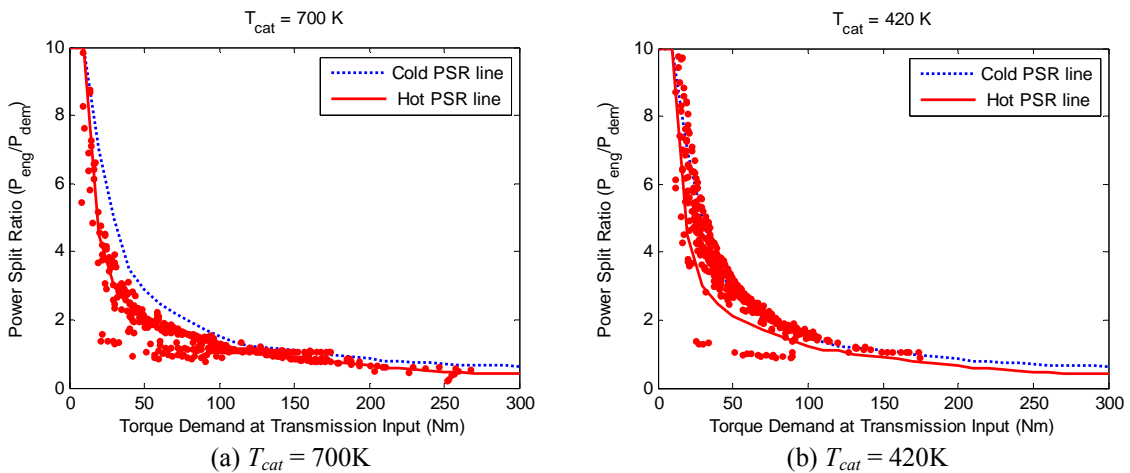 T_cat = 700 K
Power Split Ratio (P_eng/P_dem)
10
8
6
4
2
0
Cold PSR line
Hot PSR line
0 50 100 150 200 250 300
Torque Demand at Transmission Input (Nm)
(a) T_cat = 700K
T_cat = 420 K
Power Split Ratio (P_eng/P_dem)
10
8
6
4
2
0
Cold PSR line
Hot PSR line
0 50 100 150 200 250 300
Torque Demand at Transmission Input (Nm)
(b) T_cat = 420K